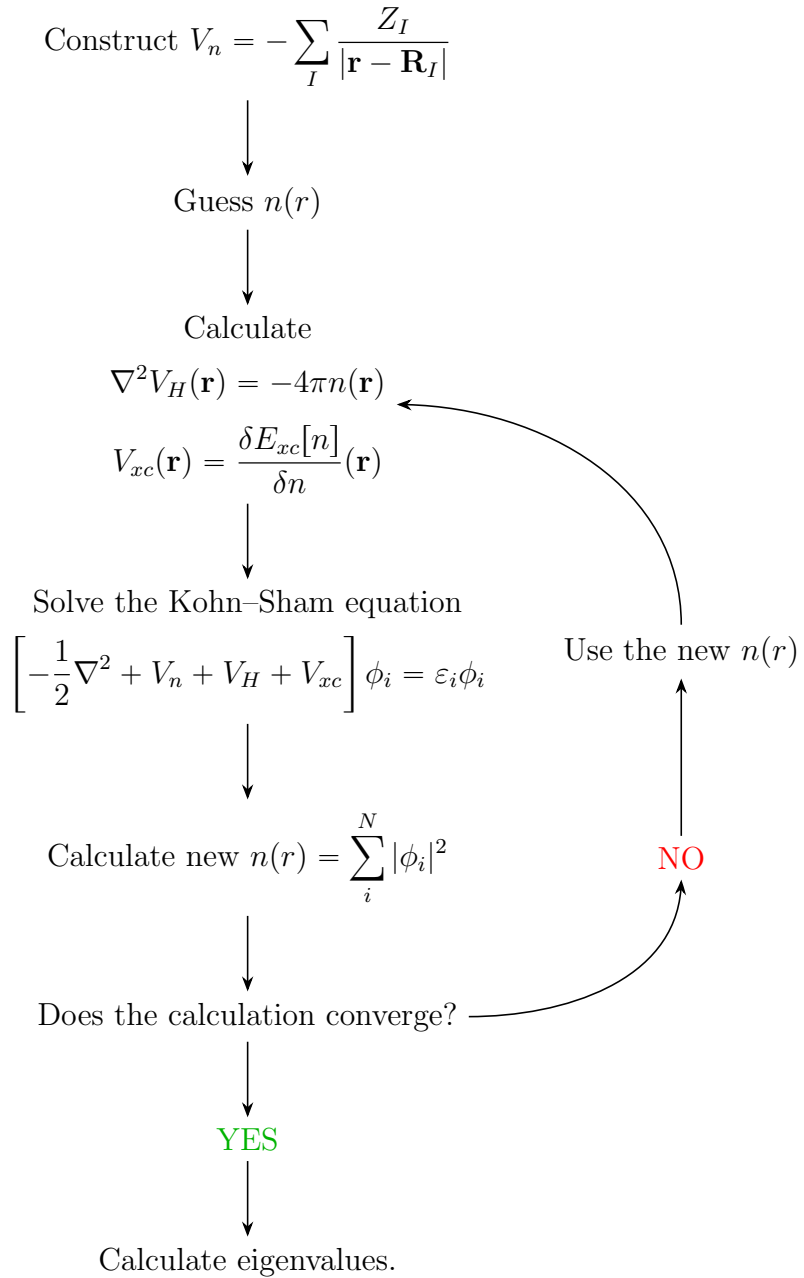 Construct $V_n = -\sum_I \frac{Z_I}{|\mathbf{r} - \mathbf{R}_I|}$
Guess $n(r)$
Calculate
$\nabla^2 V_H(\mathbf{r}) = -4\pi n(\mathbf{r})$
$V_{xc}(\mathbf{r}) = \frac{\delta E_{xc}[n]}{\delta n}(\mathbf{r})$
Solve the Kohn–Sham equation
$\left[-\frac{1}{2}\nabla^2 + V_n + V_H + V_{xc}\right]\phi_i = \varepsilon_i\phi_i$
Use the new $n(r)$
Calculate new $n(r) = \sum_i^N |\phi_i|^2$
NO
Does the calculation converge?
YES
Calculate eigenvalues.